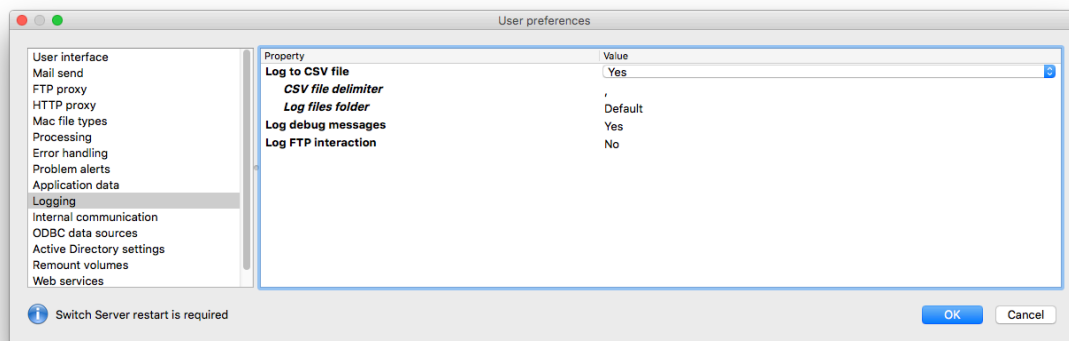 User preferences
User interface
Mail send
FTP proxy
HTTP proxy
Mac file types
Processing
Error handling
Problem alerts
Application data
Logging
Internal communication
ODBC data sources
Active Directory settings
Remount volumes
Web services
Property Value
Log to CSV file Yes
CSV file delimiter ,
Log files folder Default
Log debug messages Yes
Log FTP interaction No
Switch Server restart is required
OK Cancel